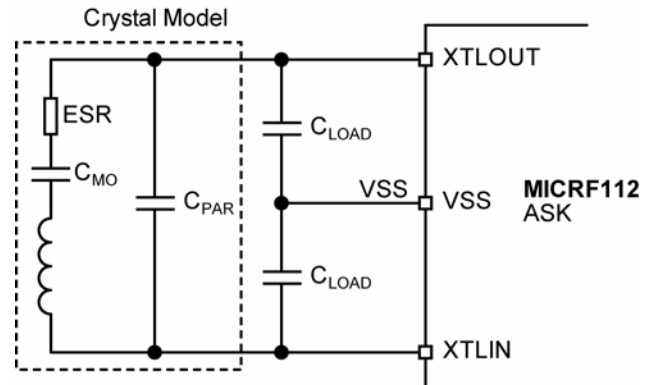 Crystal Model
XTLOUT
ESR
C_LOAD
C_MO
C_PAR
VSS
VSS
MICRF112
ASK
C_LOAD
XTLIN